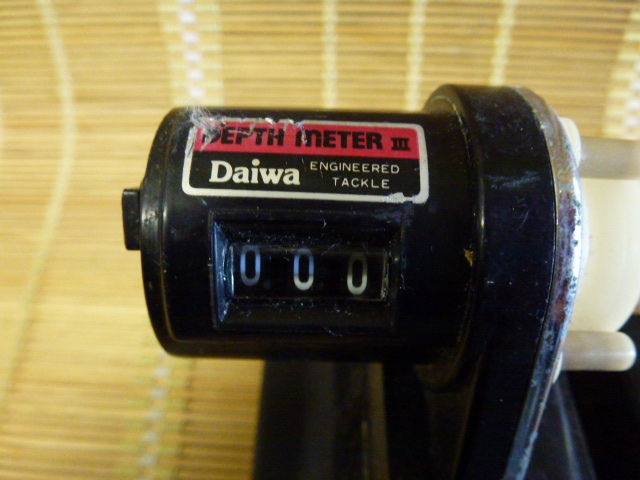 DEPTH METER III
Daiwa ENGINEERED
TACKLE
000